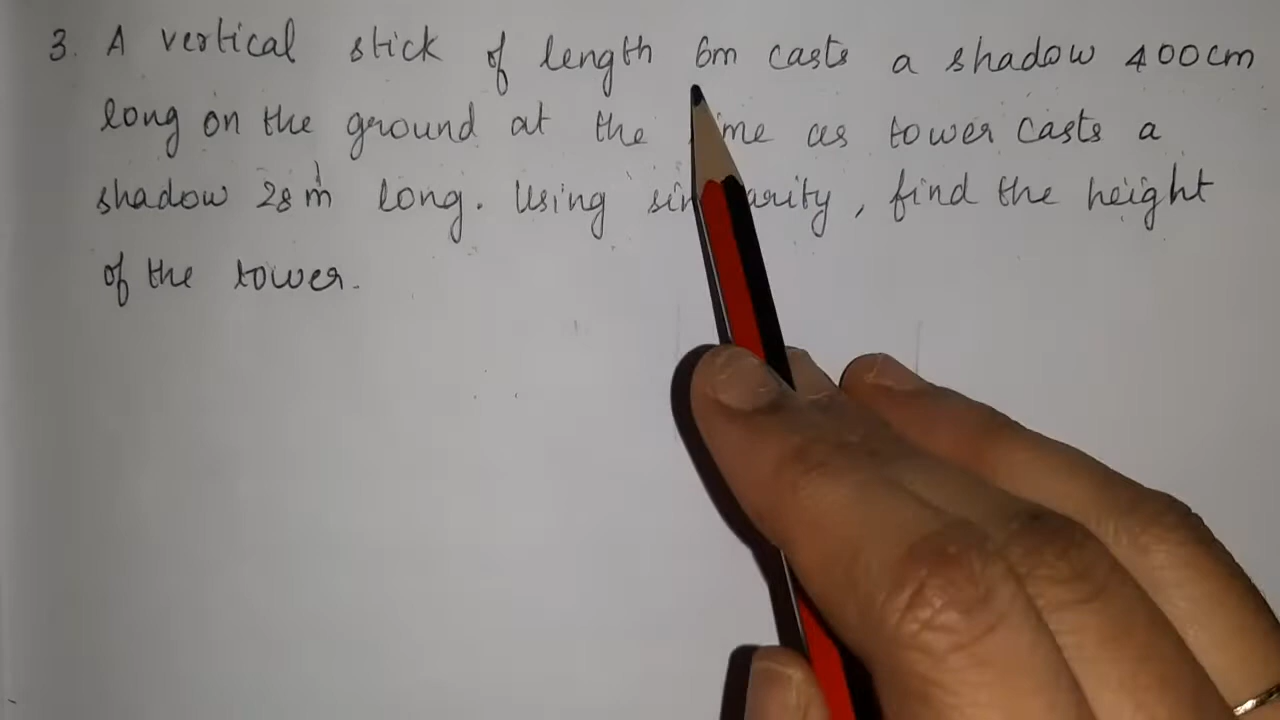 3. A vertical stick of length 6m casts a shadow 400cm
long on the ground at the as tower casts a
shadow 28 m long. Using , find the height
of the tower.